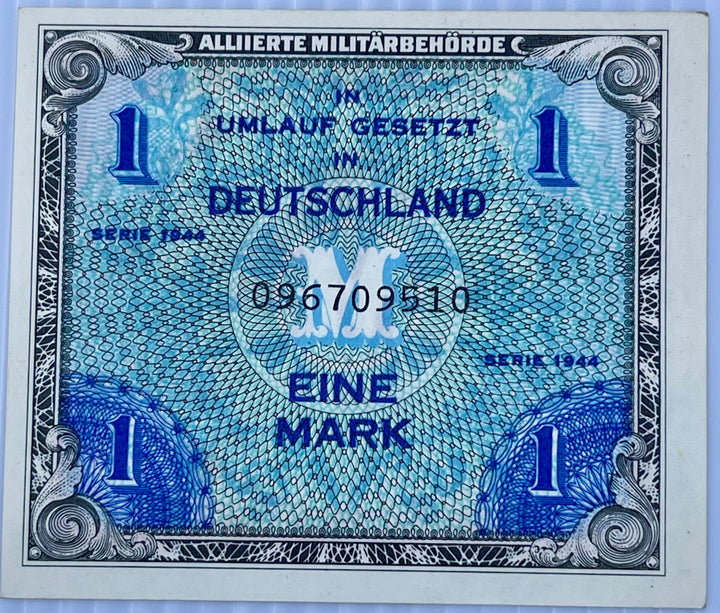 ALLIIERTE MILITÄRBEHÖRDE
1 1
IN
UMLAUF GESETZT
IN
DEUTSCHLAND
SERIE 1944
M
096709510
SERIE 1944
EINE
MARK
1 1